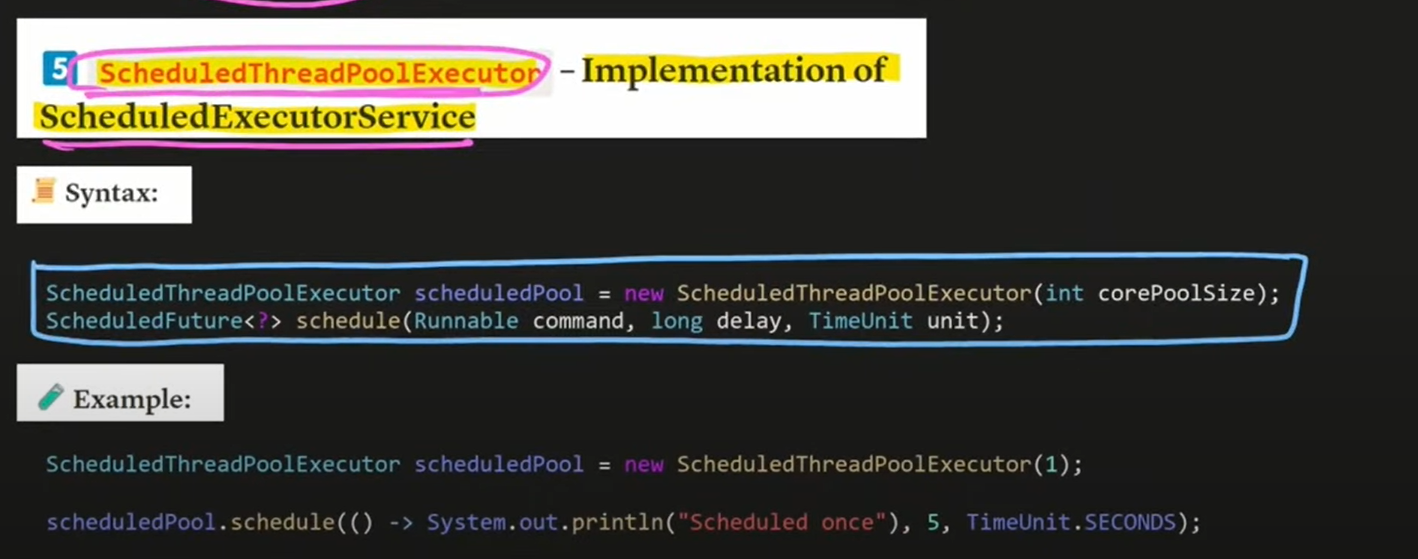 5 ScheduledThreadPoolExecutor – Implementation of
ScheduledExecutorService
Syntax:
ScheduledThreadPoolExecutor scheduledPool = new ScheduledThreadPoolExecutor(int corePoolSize);
ScheduledFuture<?> schedule(Runnable command, long delay, TimeUnit unit);
Example:
ScheduledThreadPoolExecutor scheduledPool = new ScheduledThreadPoolExecutor(1);
scheduledPool.schedule(() -> System.out.println("Scheduled once"), 5, TimeUnit.SECONDS);